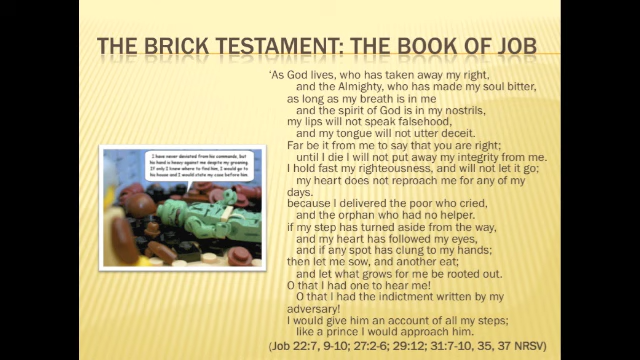 THE BRICK TESTAMENT: THE BOOK OF JOB
'As God lives, who has taken away my right,
and the Almighty, who has made my soul bitter,
as long as my breath is in me
and the spirit of God is in my nostrils,
my lips will not speak falsehood,
and my tongue will not utter deceit.
Far be it from me to say that you are right;
until I die I will not put away my integrity from me.
I hold fast my righteousness, and will not let it go;
my heart does not reproach me for any of my
days.
because I delivered the poor who cried,
and the orphan who had no helper.
if my step has turned aside from the way,
and my heart has followed my eyes,
and if any spot has clung to my hands;
then let me sow, and another eat;
and let what grows for me be rooted out.
O that I had one to hear me!
O that I had the indictment written by my
adversary!
I would give him an account of all my steps;
like a prince I would approach him.
(Job 22:7, 9-10; 27:2-6; 29:12; 31:7-10, 35, 37 NRSV)
I have never deviated from his commands, but
his hand is heavy against me despite my groaning.
If only I knew where to find him, I would go to
his house and I would state my case before him.